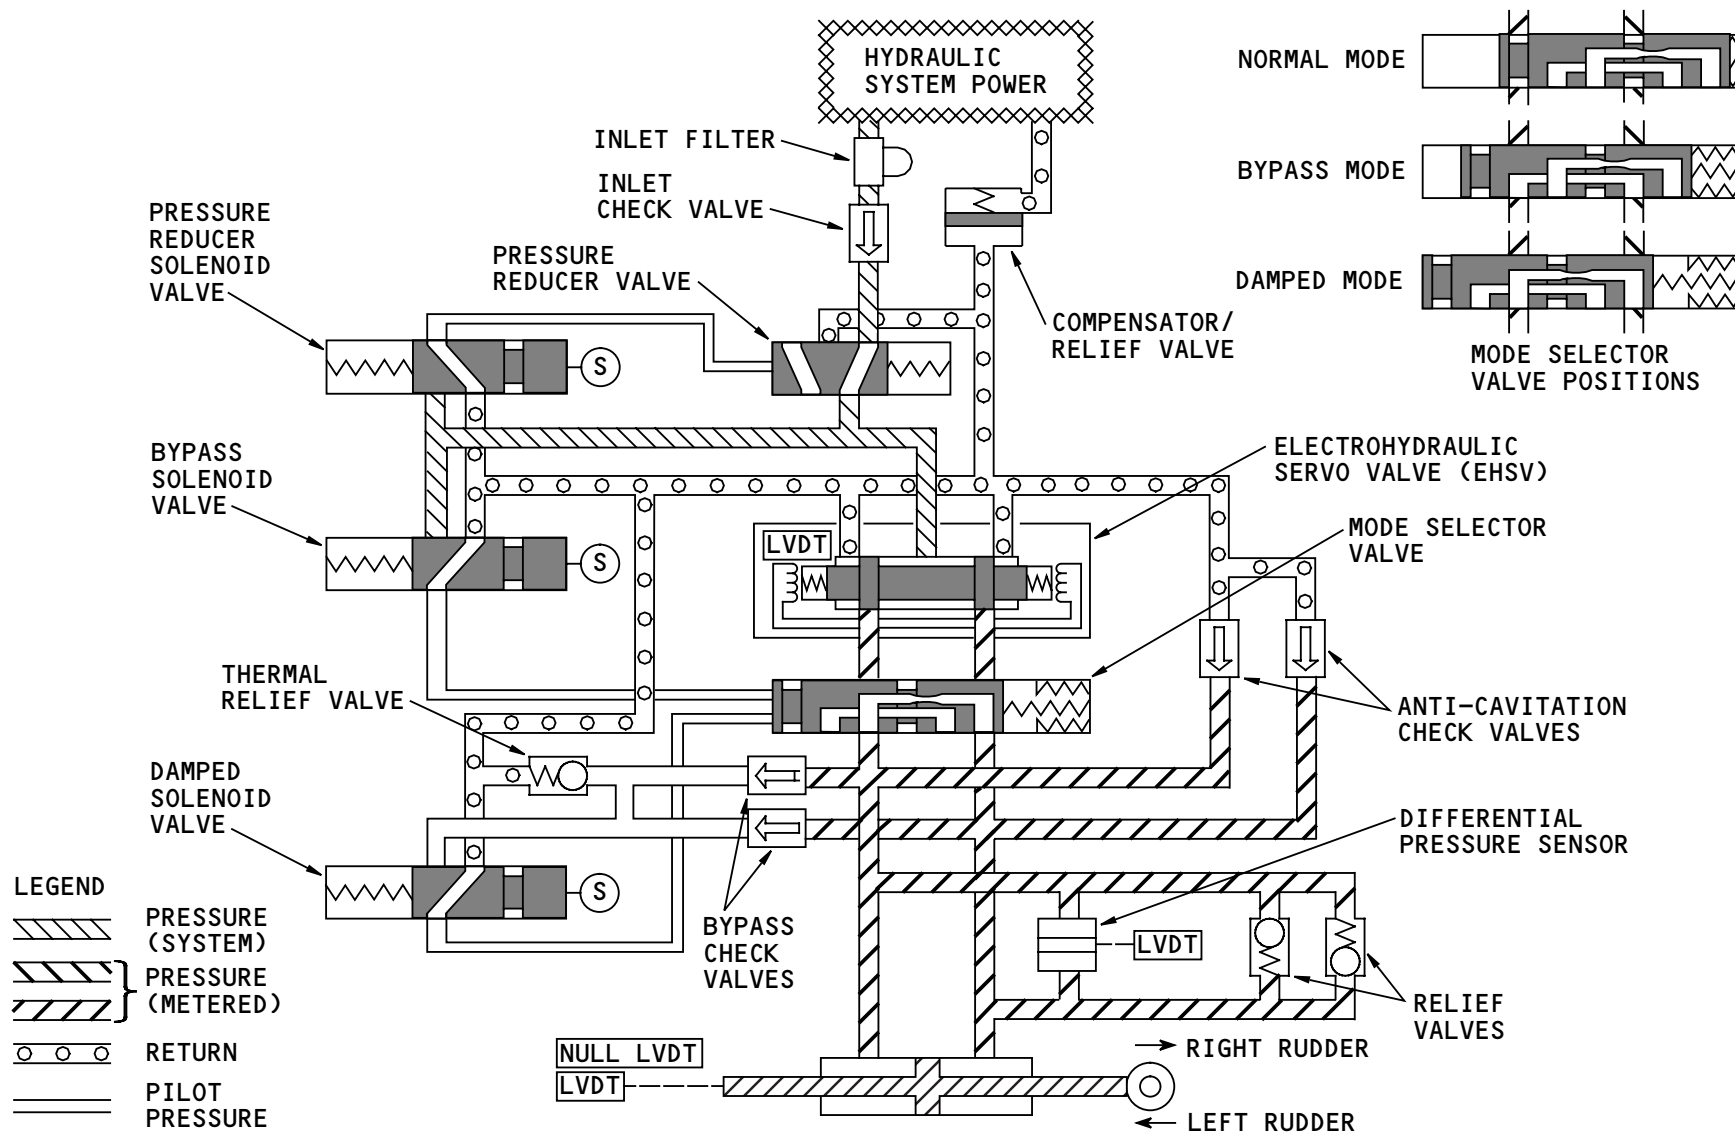 HYDRAULIC
SYSTEM POWER
NORMAL MODE
INLET FILTER
INLET
CHECK VALVE
BYPASS MODE
PRESSURE
REDUCER
SOLENOID
VALVE
PRESSURE
REDUCER VALVE
DAMPED MODE
COMPENSATOR/
RELIEF VALVE
MODE SELECTOR
VALVE POSITIONS
S
BYPASS
SOLENOID
VALVE
ELECTROHYDRAULIC
SERVO VALVE (EHSV)
S
LVDT
MODE SELECTOR
VALVE
THERMAL
RELIEF VALVE
ANTI-CAVITATION
CHECK VALVES
DAMPED
SOLENOID
VALVE
DIFFERENTIAL
PRESSURE SENSOR
S
BYPASS
CHECK
VALVES
LVDT
RELIEF
VALVES
LEGEND
PRESSURE
(SYSTEM)
PRESSURE
(METERED)
RETURN
PILOT
PRESSURE
NULL LVDT
LVDT
RIGHT RUDDER
LEFT RUDDER